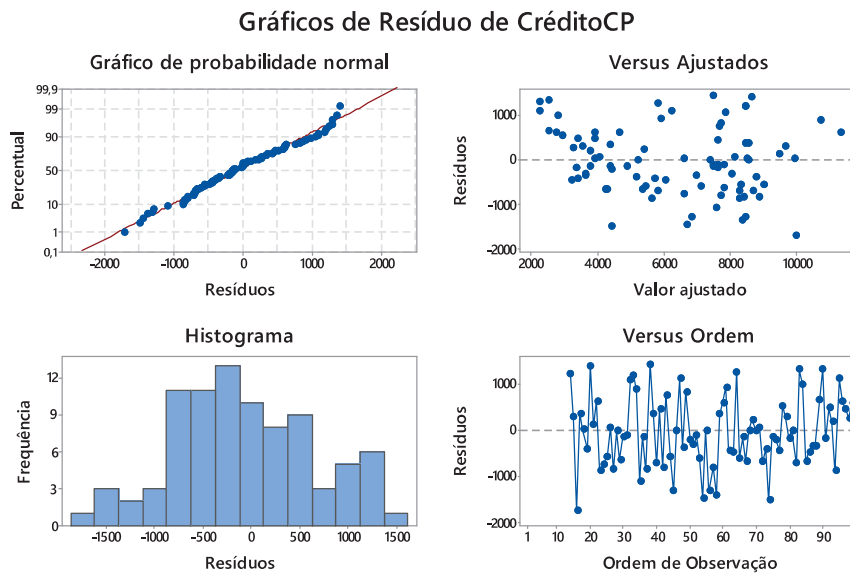 Gráficos de Resíduo de CréditoCP
Gráfico de probabilidade normal
Percentual
99,9
99
90
50
10
1
0,1
-2000 -1000 0 1000 2000
Resíduos
Versus Ajustados
Resíduos
1000
0
-1000
-2000
2000 4000 6000 8000 10000
Valor ajustado
Histograma
Frequência
12
9
6
3
0
-1500 -1000 -500 0 500 1000 1500
Resíduos
Versus Ordem
Resíduos
1000
0
-1000
-2000
1 10 20 30 40 50 60 70 80 90
Ordem de Observação